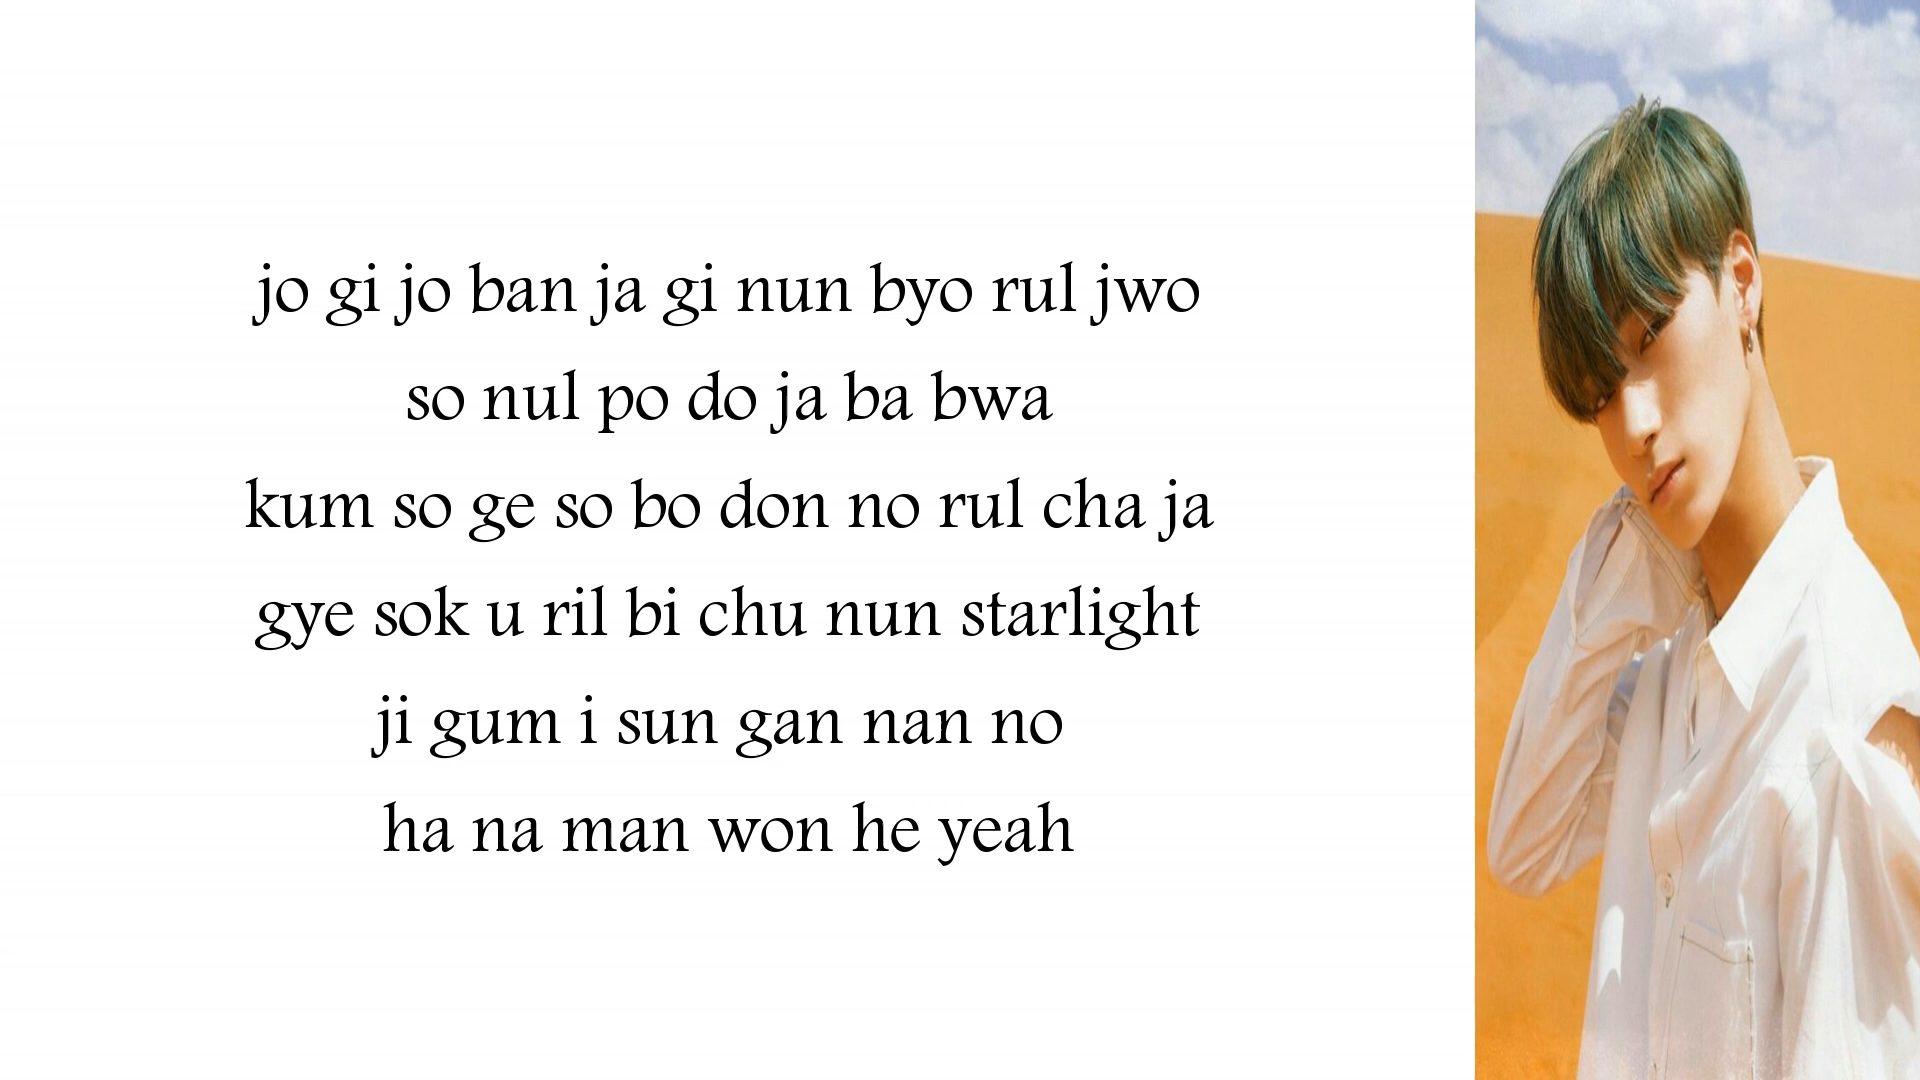 jo gi jo ban ja gi nun byo rul jwo
so nul po do ja ba bwa
kum so ge so bo don no rul cha ja
gye sok u ril bi chu nun starlight
ji gum i sun gan nan no
ha na man won he yeah